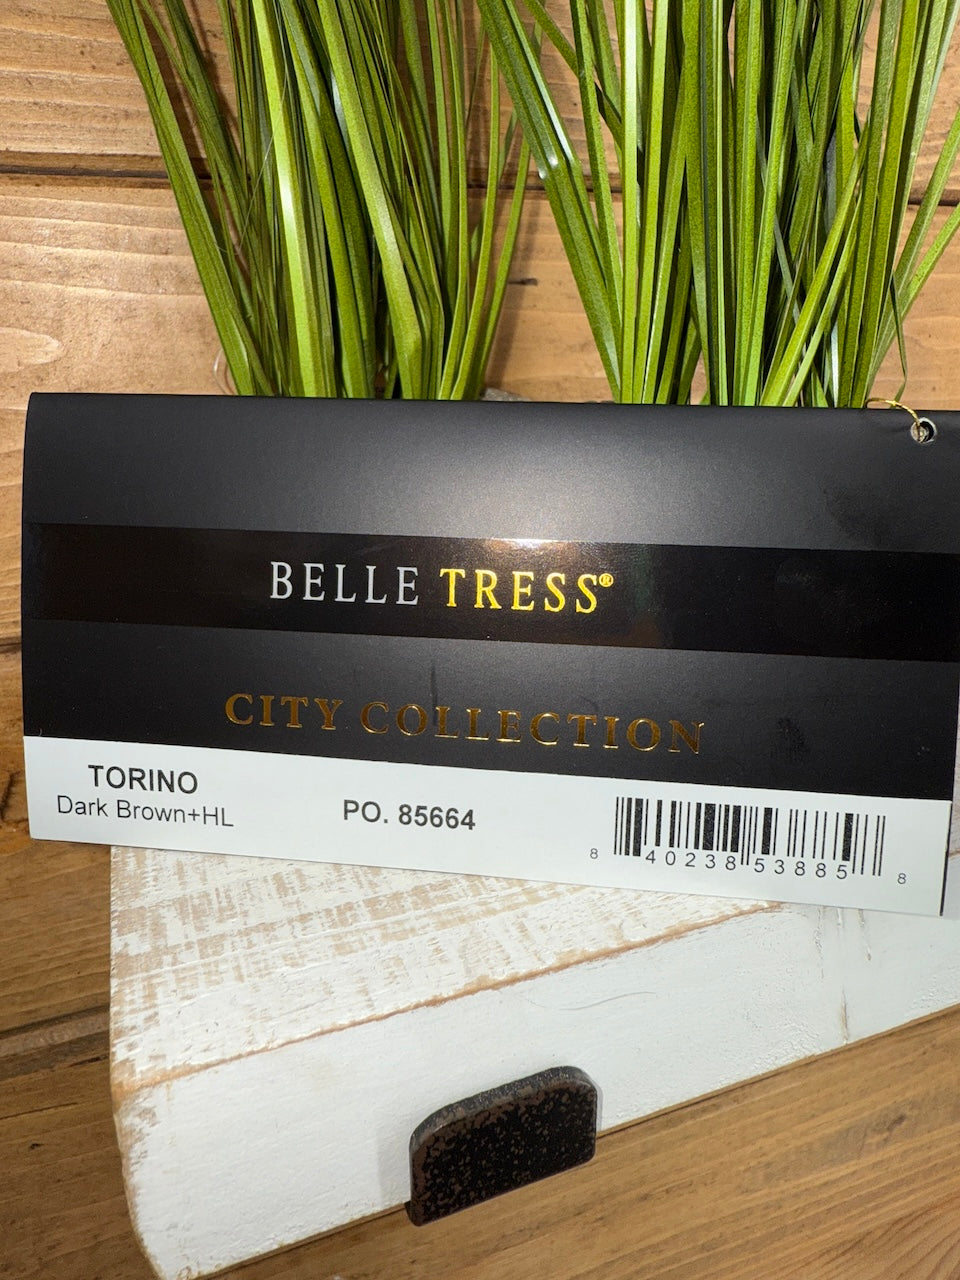 BELLE TRESS®
CITY COLLECTION
TORINO
Dark Brown+HL
PO. 85664
8 40238 53885 8